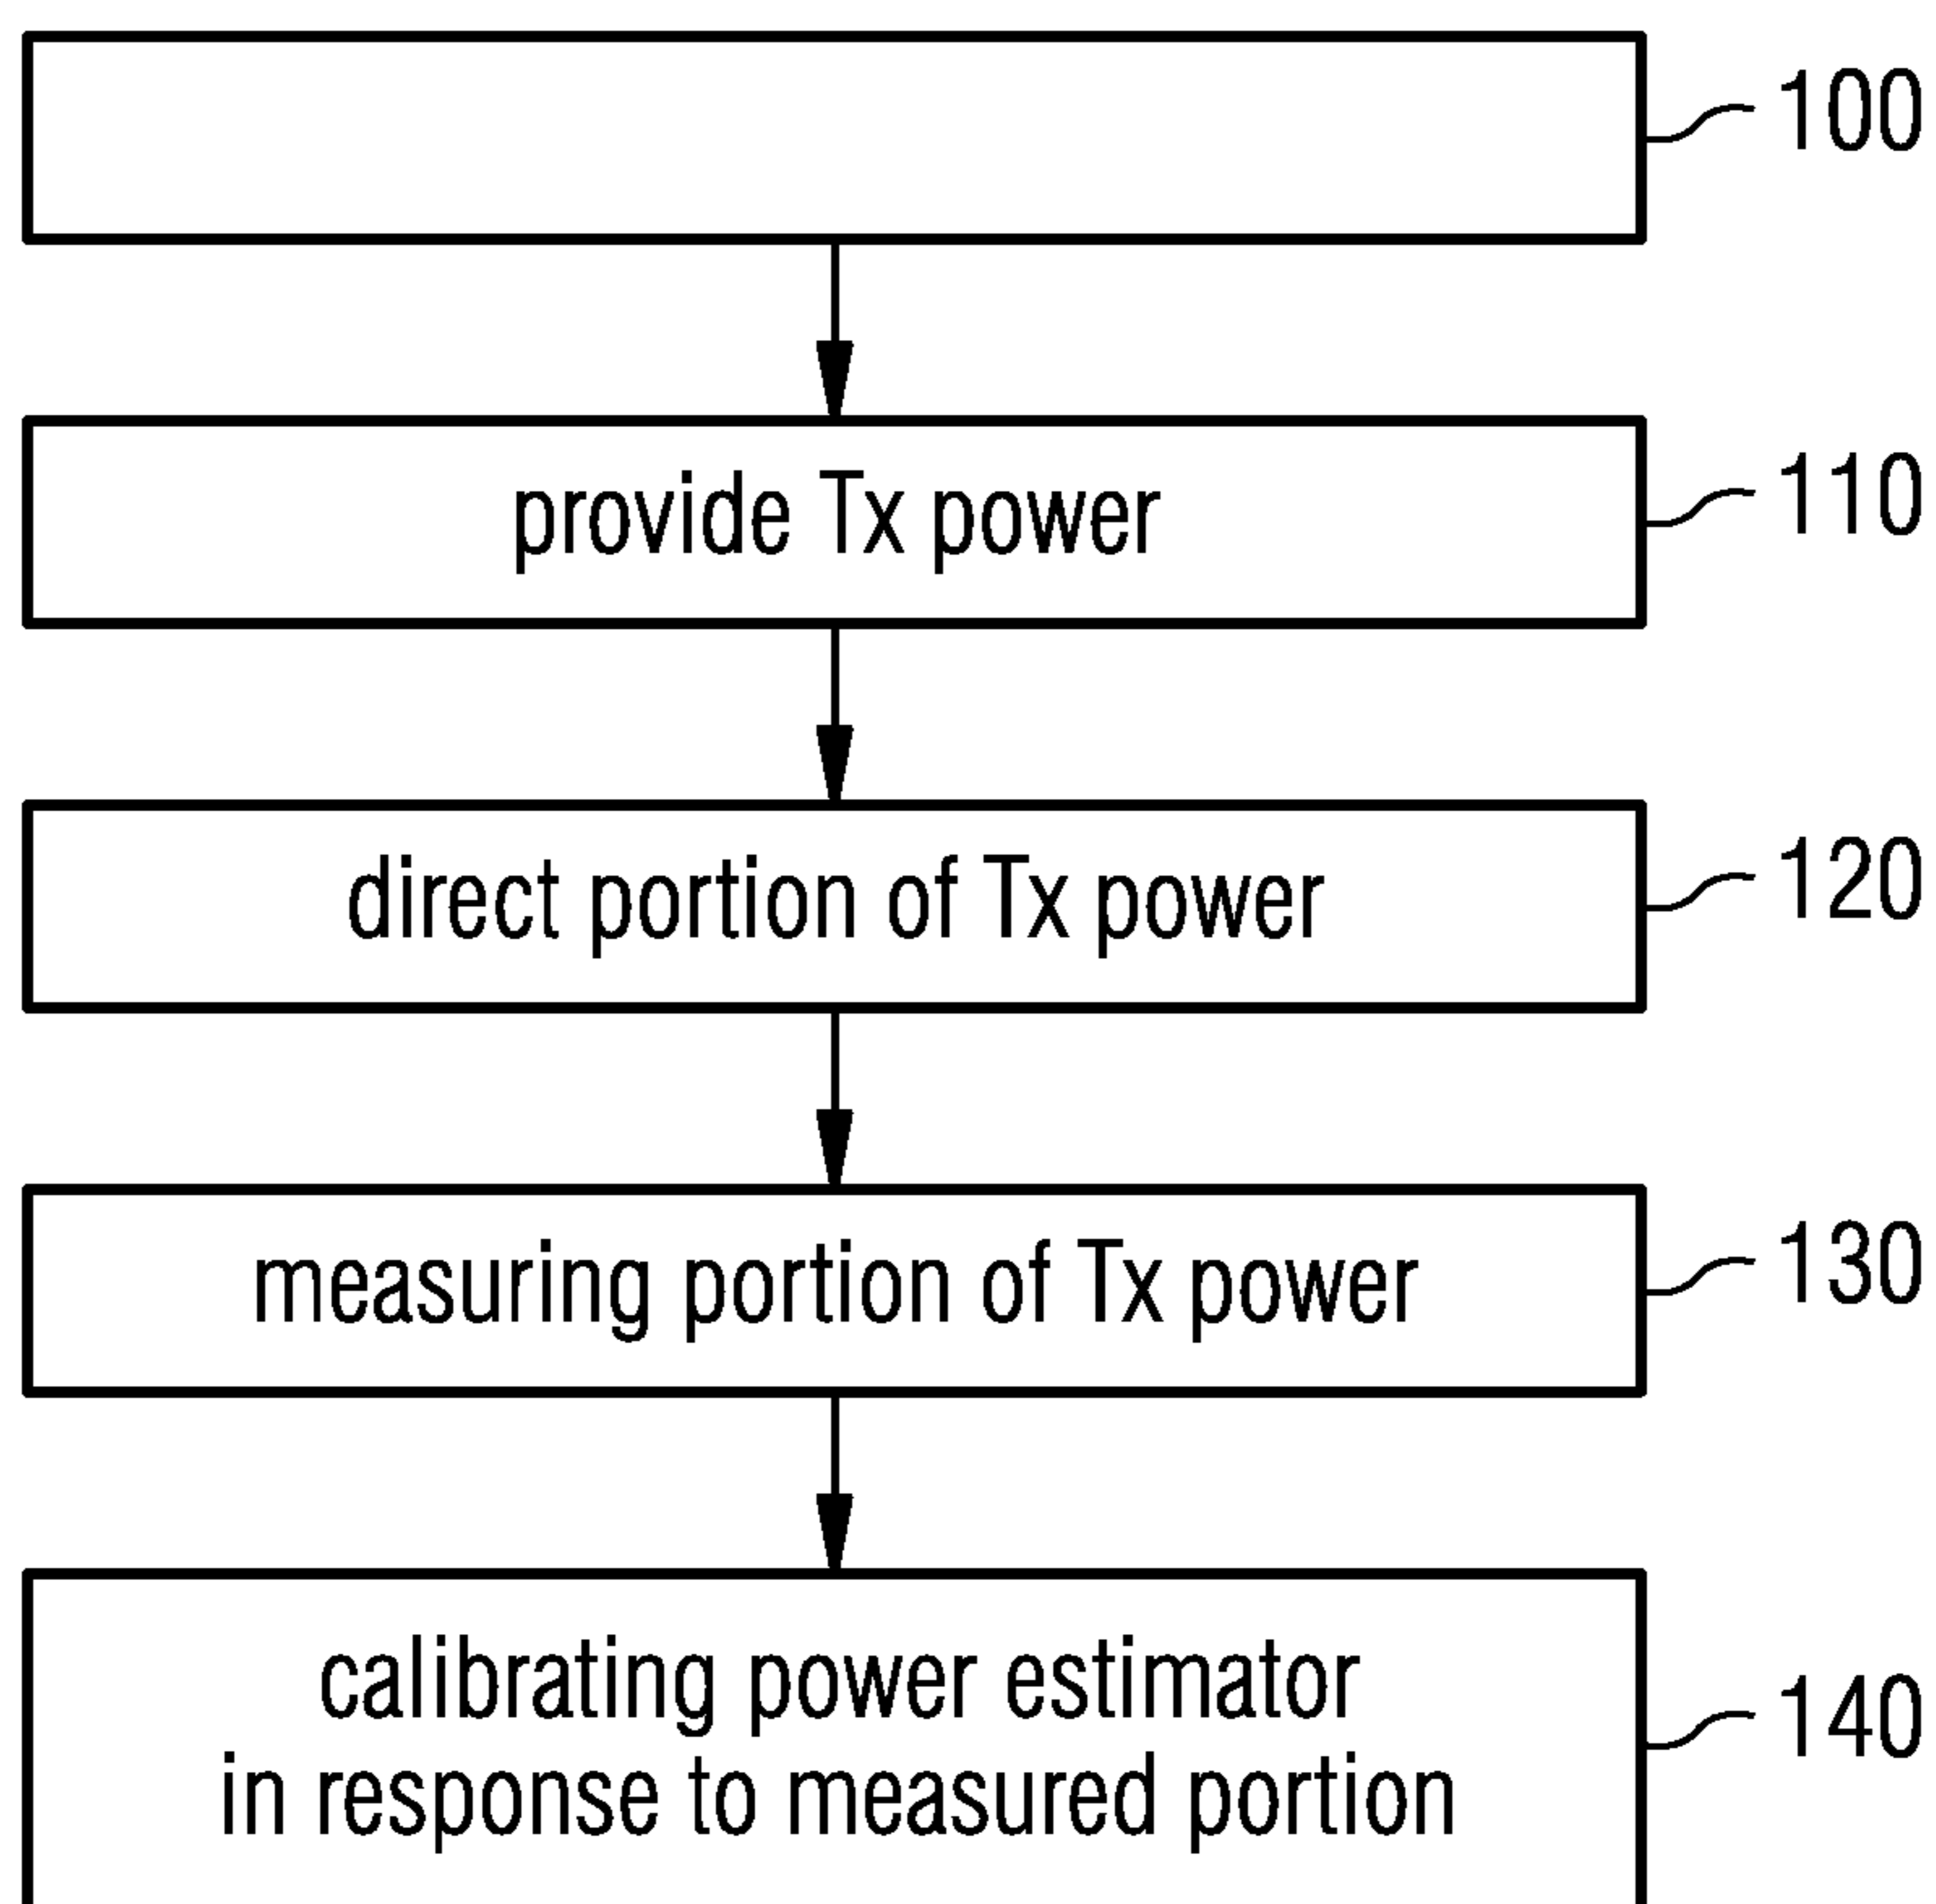 100
provide Tx power
110
direct portion of Tx power
120
measuring portion of Tx power
130
calibrating power estimator
in response to measured portion
140